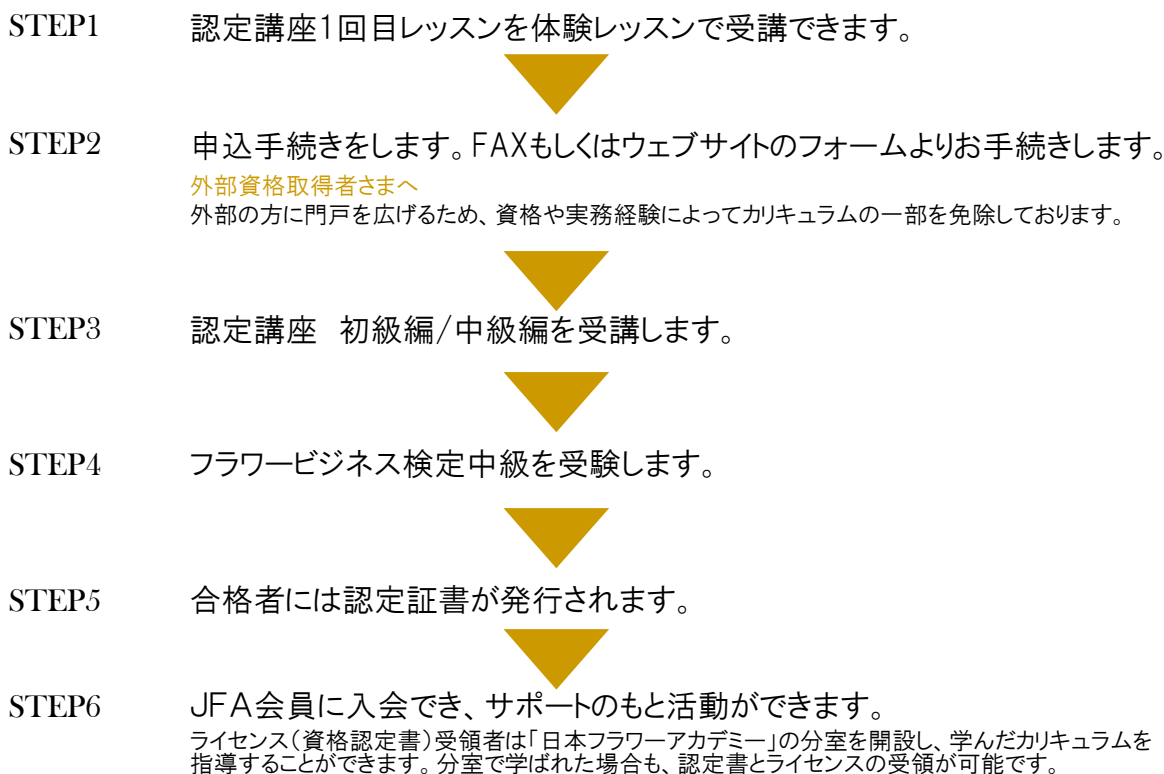 STEP1 認定講座1回目レッスンを体験レッスンで受講できます。
STEP2 申込手続きをします。FAXもしくはウェブサイトのフォームよりお手続きします。
外部資格取得者さまへ
外部の方に門戸を広げるため、資格や実務経験によってカリキュラムの一部を免除しております。
STEP3 認定講座 初級編/中級編を受講します。
STEP4 フラワービジネス検定中級を受験します。
STEP5 合格者には認定証書が発行されます。
STEP6 JFA会員に入会でき、サポートのもと活動ができます。
ライセンス(資格認定書)受領者は「日本フラワーアカデミー」の分室を開設し、学んだカリキュラムを
指導することができます。分室で学ばれた場合も、認定書とライセンスの受領が可能です。